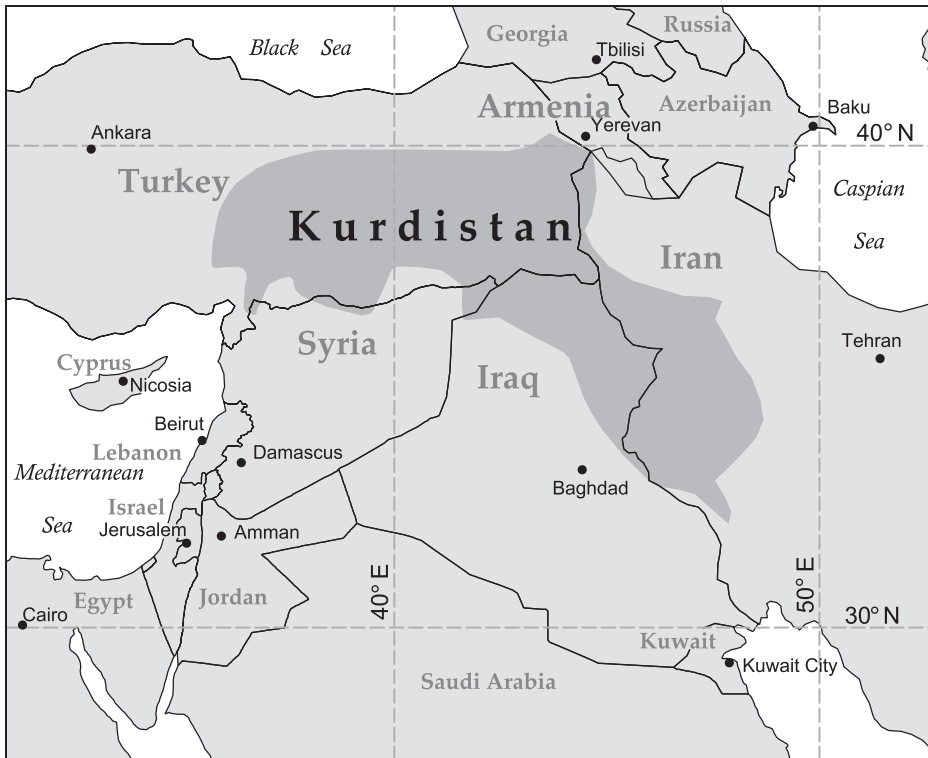 Georgia
Russia
Black Sea
Tbilisi
Armenia
Azerbaijan
Baku
Ankara
Yerevan
40° N
Turkey
Caspian
Sea
Kurdistan
Iran
Syria
Tehran
Cyprus
Nicosia
Iraq
Beirut
Lebanon
Damascus
Mediterranean
Sea
Baghdad
Israel
Jerusalem
Amman
40° E
50° E
Egypt
Jordan
Cairo
30° N
Kuwait
Kuwait City
Saudi Arabia